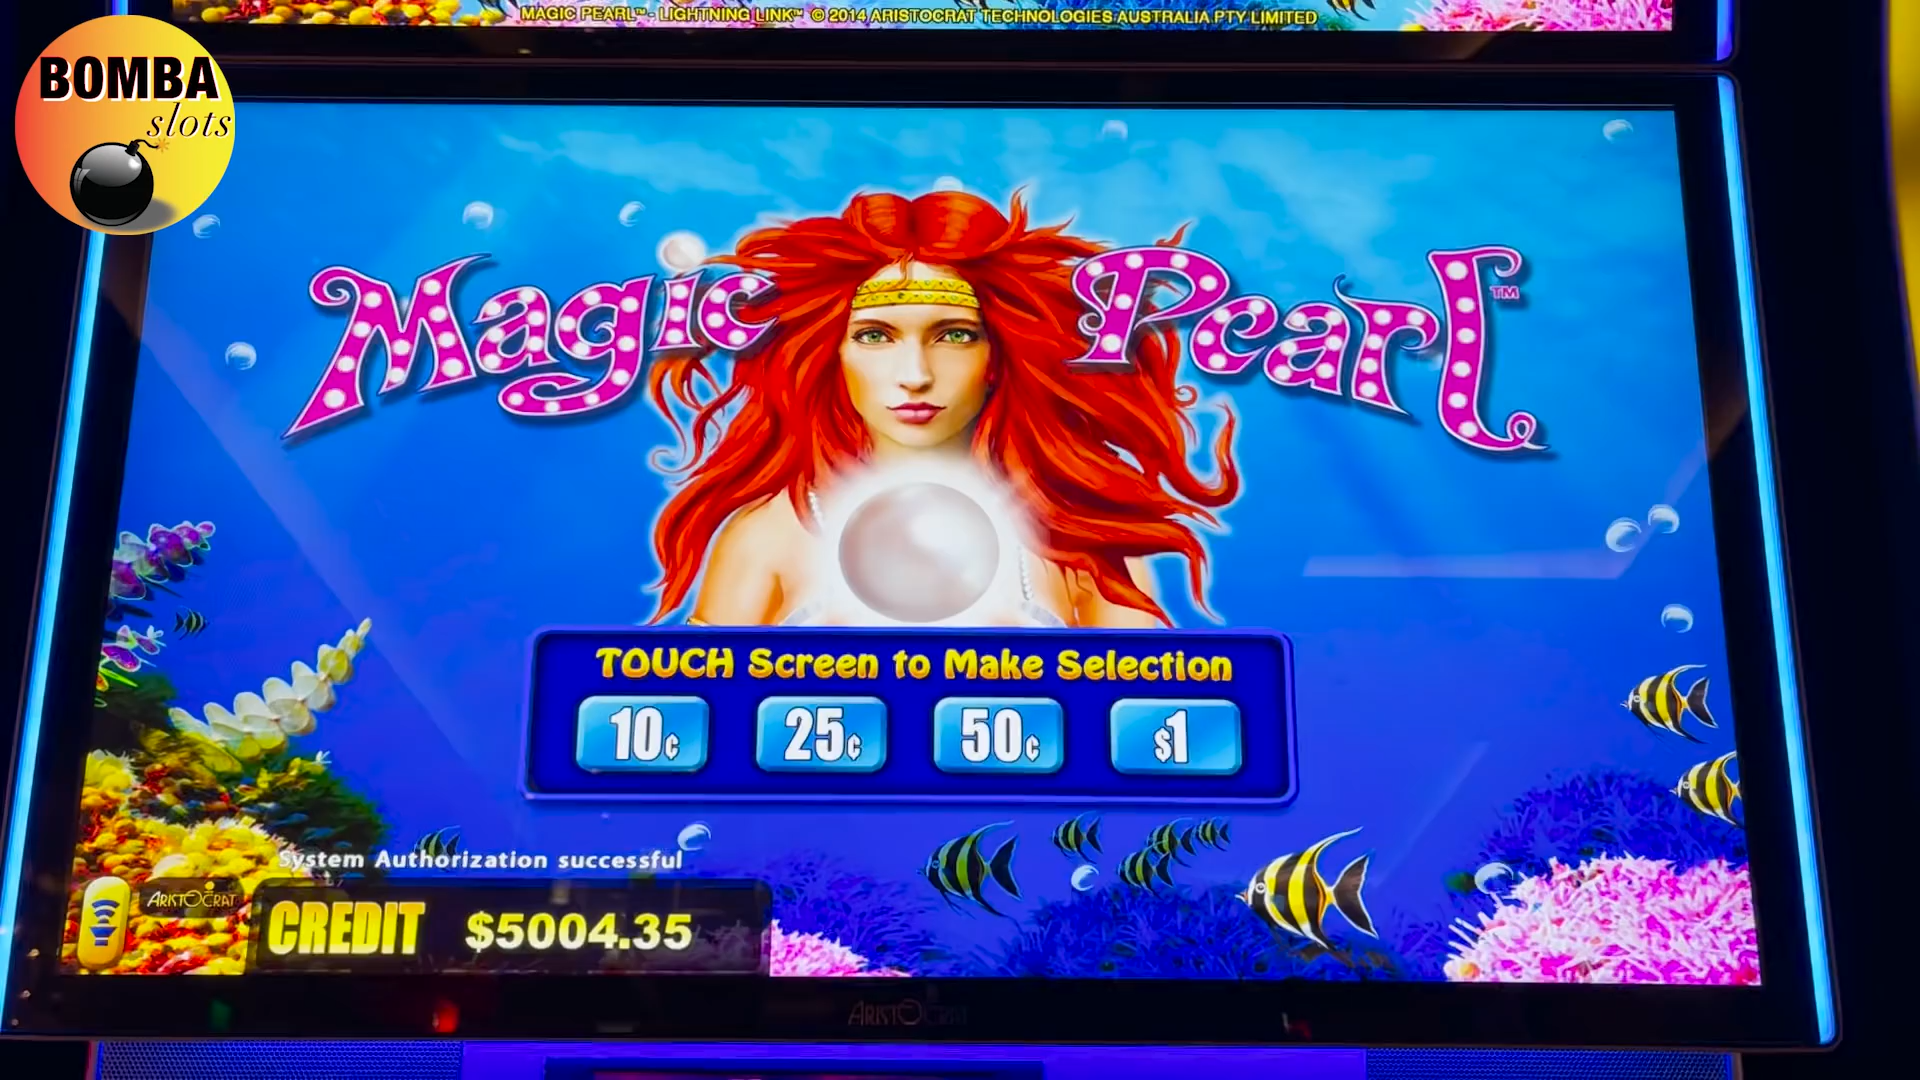 MAGIC PEARL™ - LIGHTNING LINK™ © 2014 ARISTOCRAT TECHNOLOGIES AUSTRALIA PTY LIMITED
BOMBA
slots
Magic Pearl™
TOUCH Screen to Make Selection
10¢ 25¢ 50¢ $1
System Authorization successful
ARISTOCRAT
CREDIT $5004.35
ARISTOCRAT